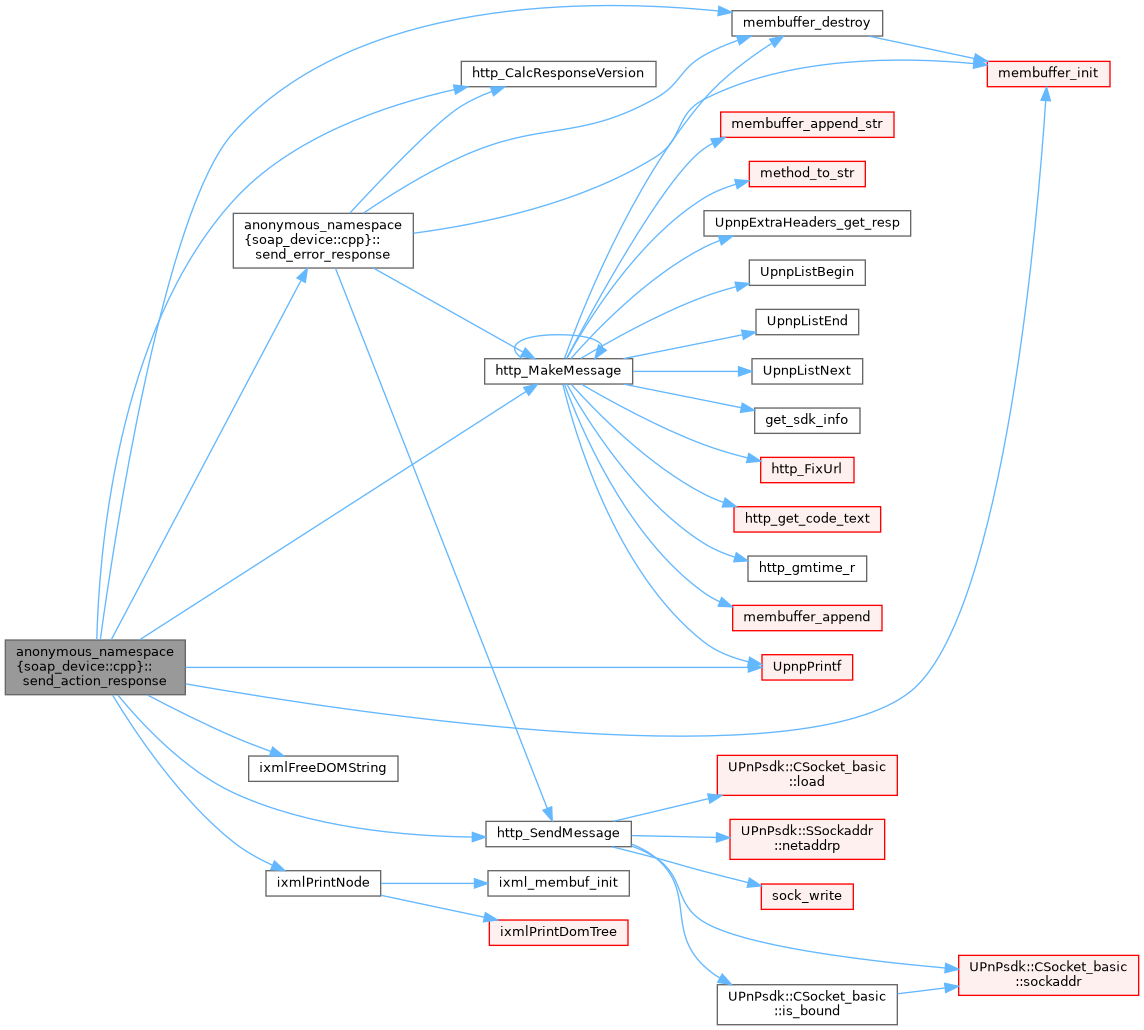 membuffer_destroy
http_CalcResponseVersion
membuffer_init
membuffer_append_str
method_to_str
UpnpExtraHeaders_get_resp
anonymous_namespace
{soap_device::cpp}::
send_error_response
UpnpListBegin
UpnpListEnd
http_MakeMessage
UpnpListNext
get_sdk_info
http_FixUrl
http_get_code_text
http_gmtime_r
membuffer_append
anonymous_namespace
{soap_device::cpp}::
send_action_response
UpnpPrintf
ixmlFreeDOMString
UPnPsdk::CSocket_basic
::load
http_SendMessage
UPnPsdk::SSockaddr
::netaddrp
ixmlPrintNode
ixml_membuf_init
sock_write
ixmlPrintDomTree
UPnPsdk::CSocket_basic
::sockaddr
UPnPsdk::CSocket_basic
::is_bound